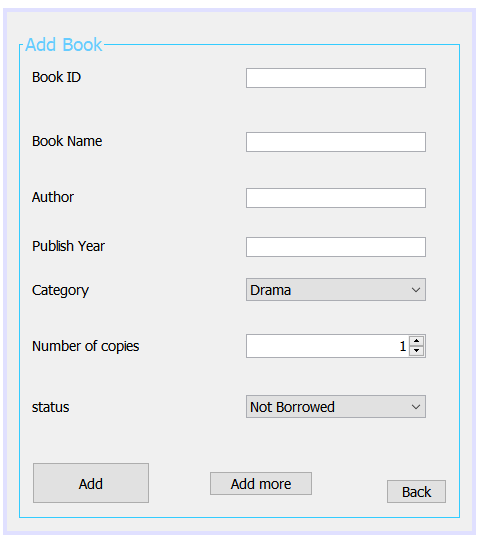 Add Book
Book ID
Book Name
Author
Publish Year
Category Drama
Number of copies 1
status Not Borrowed
Add Add more Back